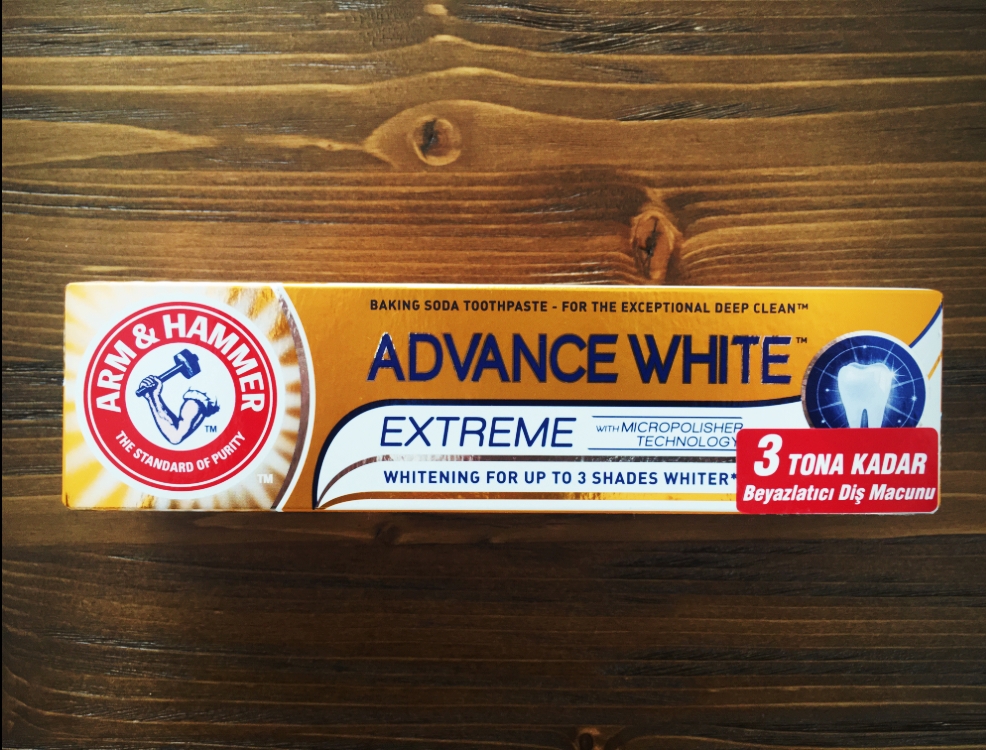 ARM & HAMMER
THE STANDARD OF PURITY
TM
TM
BAKING SODA TOOTHPASTE - FOR THE EXCEPTIONAL DEEP CLEAN™
ADVANCE WHITE™
EXTREME
WITH MICROPOLISHER
TECHNOLOGY
WHITENING FOR UP TO 3 SHADES WHITER*
3 TONA KADAR
Beyazlatıcı Diş Macunu